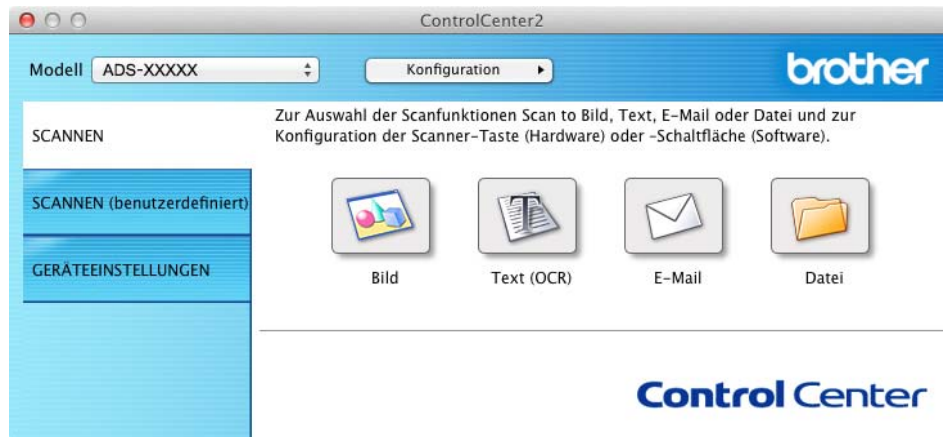 ControlCenter2
Modell ADS-XXXXX Konfiguration brother
SCANNEN
SCANNEN (benutzerdefiniert)
GERÄTEEINSTELLUNGEN
Zur Auswahl der Scanfunktionen Scan to Bild, Text, E-Mail oder Datei und zur
Konfiguration der Scanner-Taste (Hardware) oder -Schaltfläche (Software).
Bild Text (OCR) E-Mail Datei
Control Center